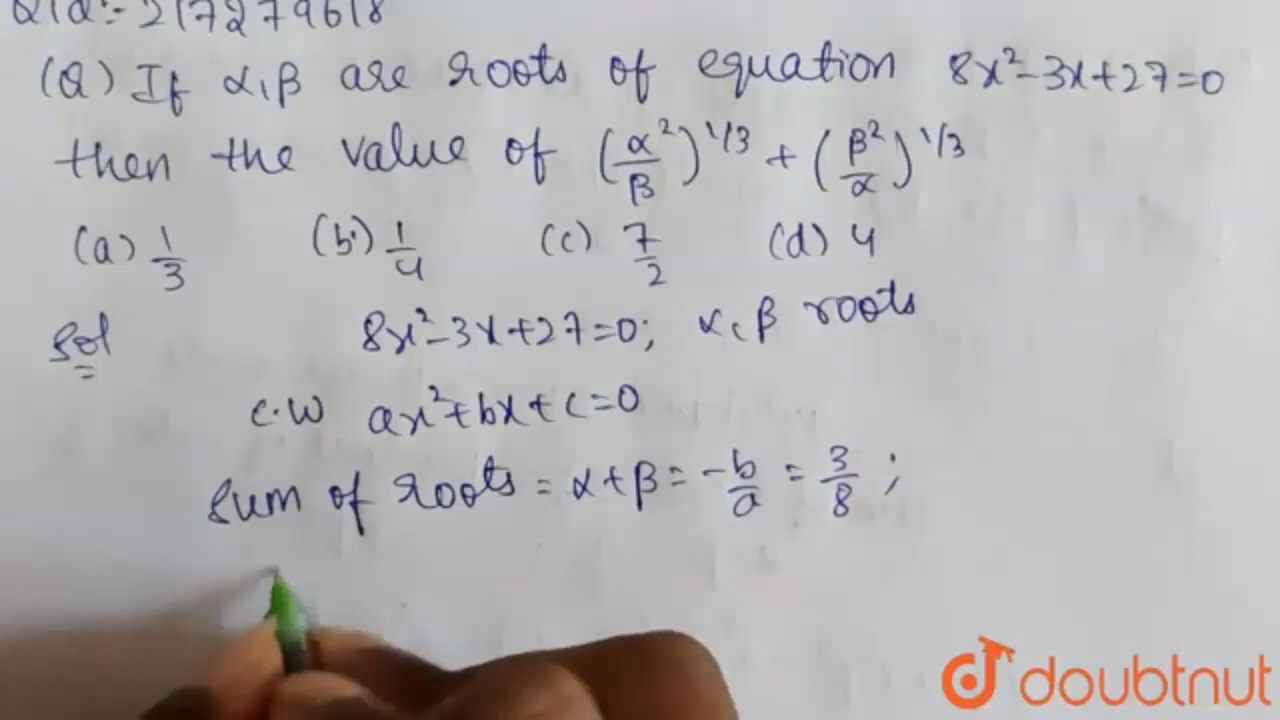 (Q) If α, β are roots of equation 8x²-3x+27=0
then the value of (α²/β)^1/3 + (β²/α)^1/3
(a) 1/3 (b.) 1/4 (c) 7/2 (d) 4
Sol 8x²-3x+27=0; α, β roots
C.W ax²+bx+c=0
Sum of roots = α+β = -b/a = 3/8 ;
doubtnut